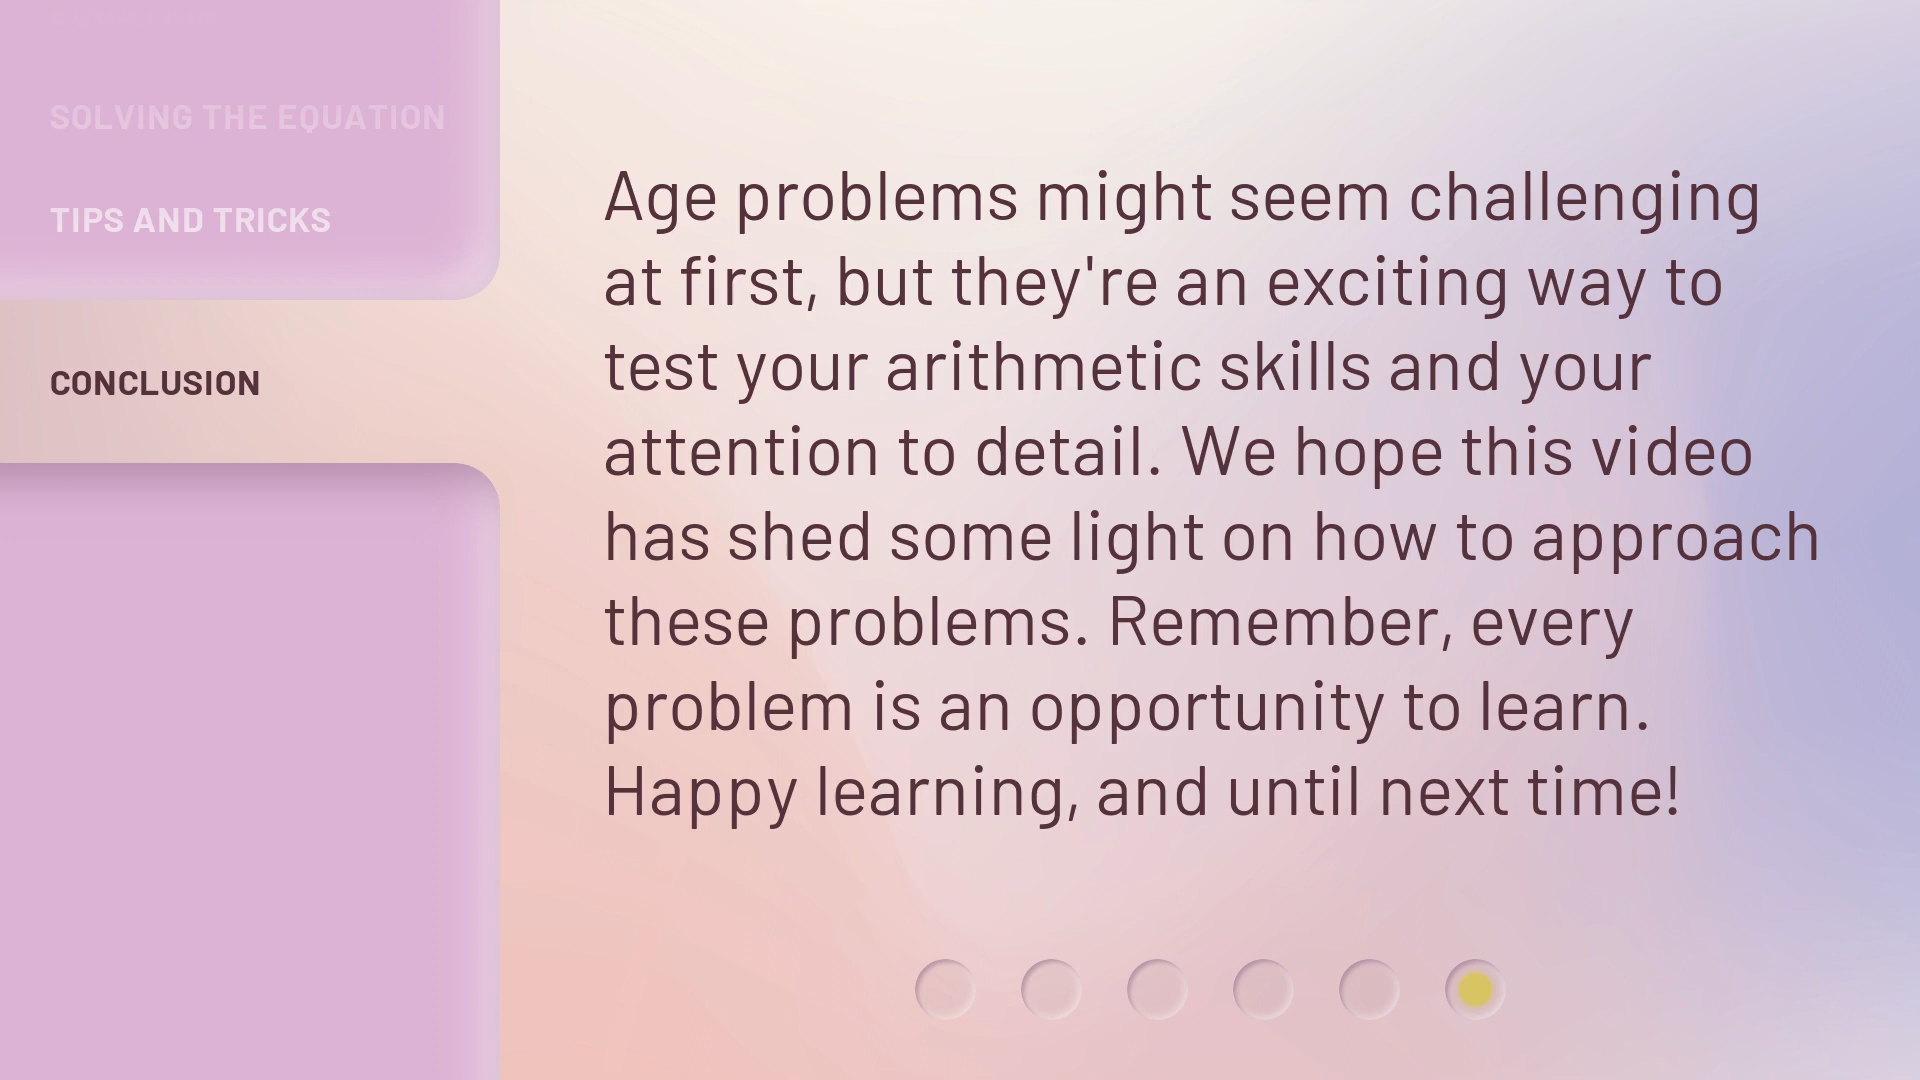 SOLVING THE EQUATION
TIPS AND TRICKS
CONCLUSION
Age problems might seem challenging
at first, but they're an exciting way to
test your arithmetic skills and your
attention to detail. We hope this video
has shed some light on how to approach
these problems. Remember, every
problem is an opportunity to learn.
Happy learning, and until next time!